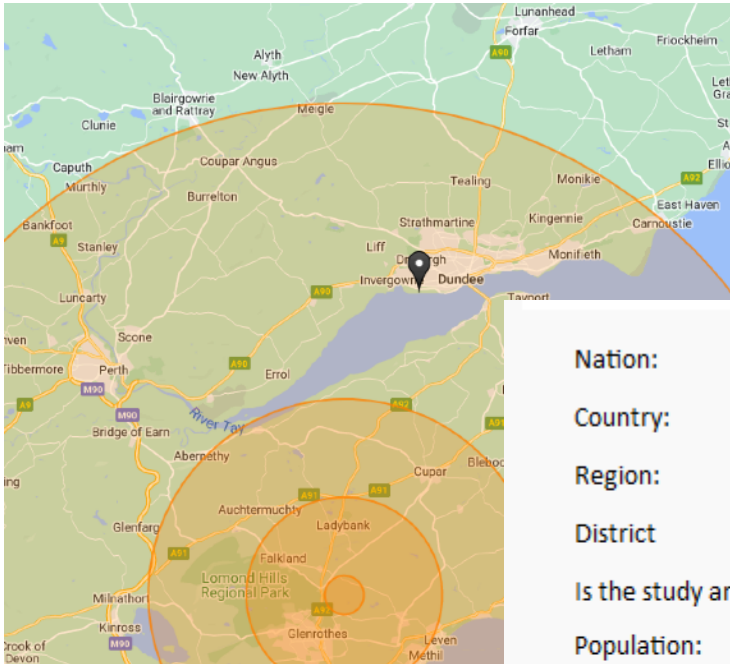 Lunanhead
Forfar
Friockheim
Letham
A90
Alyth
New Alyth
Blairgowrie
and Rattray
Meigle
Clunie
Caputh
Murthly
Coupar Angus
Burrelton
Tealing
Monikie
A92
East Haven
Carnoustie
Bankfoot
A9
Stanley
Strathmartine
Kingennie
Liff
Monifieth
Invergowrie
Dundee
A90
Tayport
Luncarty
Scone
Perth
M90
A90
Errol
Tibbermore
A9
M90
River Tay
Bridge of Earn
Abernethy
A92
A91
Cupar
A91
A91
Auchtermuchty
Ladybank
Glenfarg
A91
Falkland
Lomond Hills
Regional Park
Milnathort
A92
Kinross
M90
Glenrothes
Leven
Methil
Crook of
Devon
Nation:
Country:
Region:
District
Is the study ar
Population: